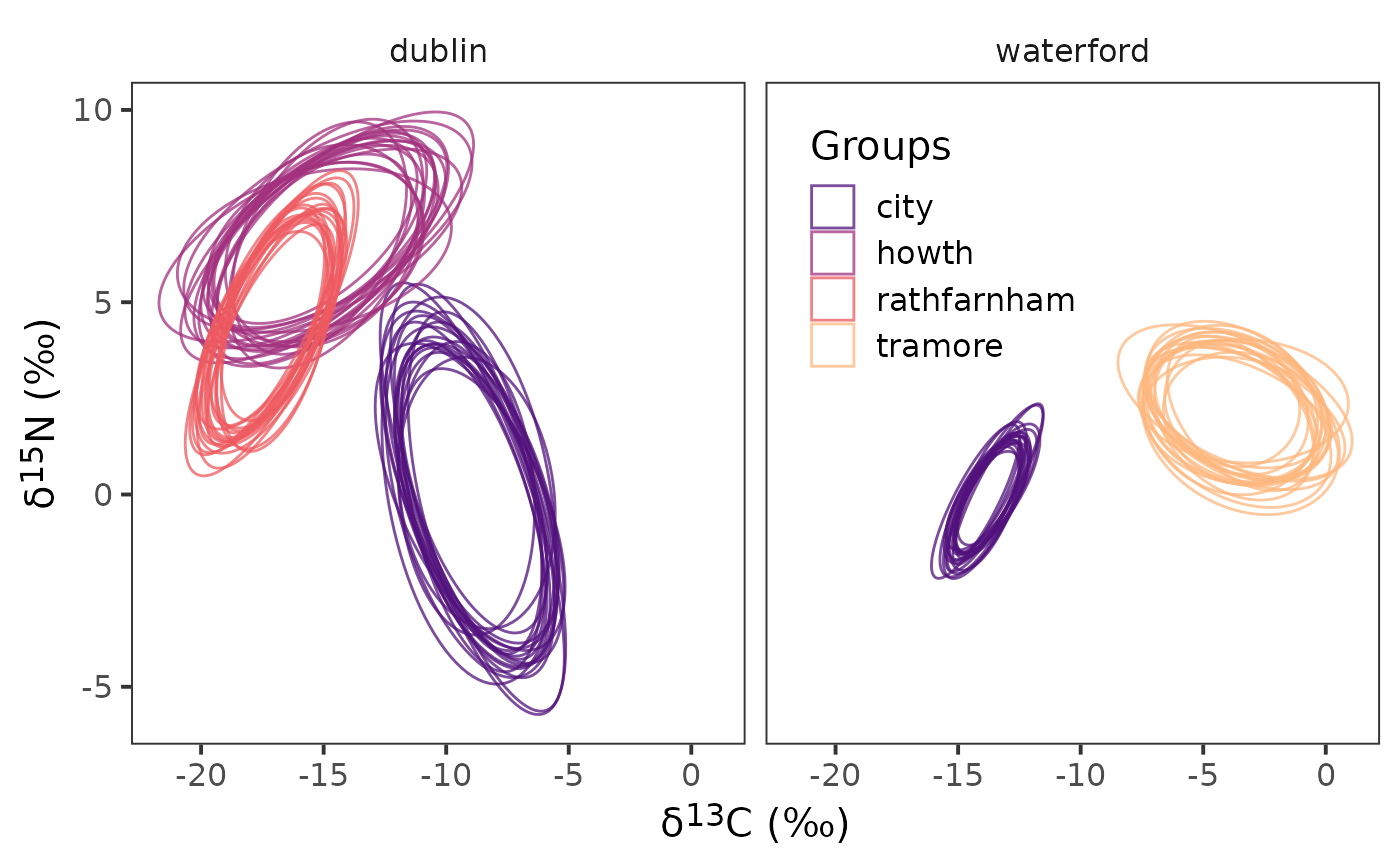 dublin
waterford
δ15N (‰)
10
5
0
-5
Groups
city
howth
rathfarnham
tramore
-20 -15 -10 -5 0
-20 -15 -10 -5 0
δ13C (‰)